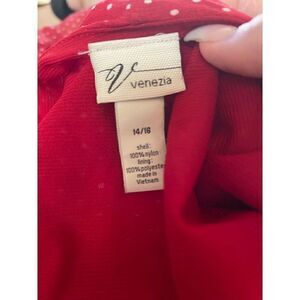 V
venezia
14/16
shell:
100% nylon
lining:
100% polyester
made in
Vietnam